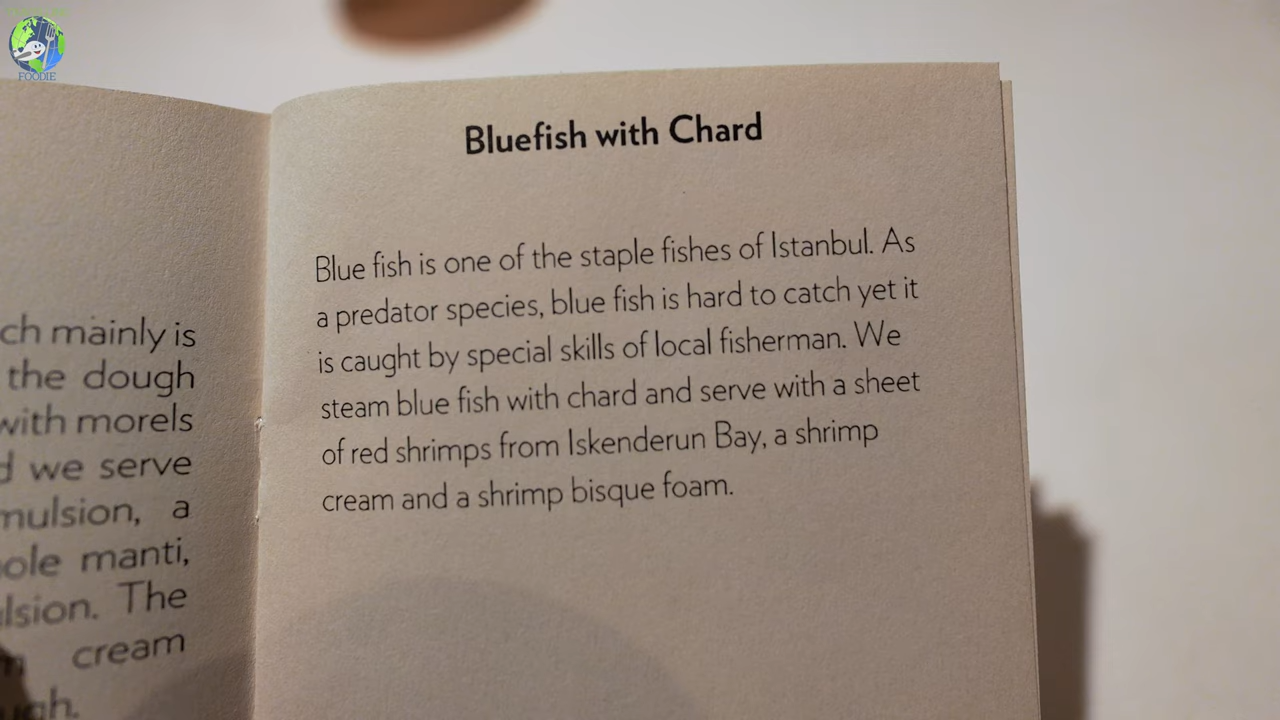 FOODIE
ch mainly is
the dough
with morels
we serve
a
manti,
The
cream
Bluefish with Chard
Blue fish is one of the staple fishes of Istanbul. As
a predator species, blue fish is hard to catch yet it
is caught by special skills of local fisherman. We
steam blue fish with chard and serve with a sheet
of red shrimps from Iskenderun Bay, a shrimp
cream and a shrimp bisque foam.